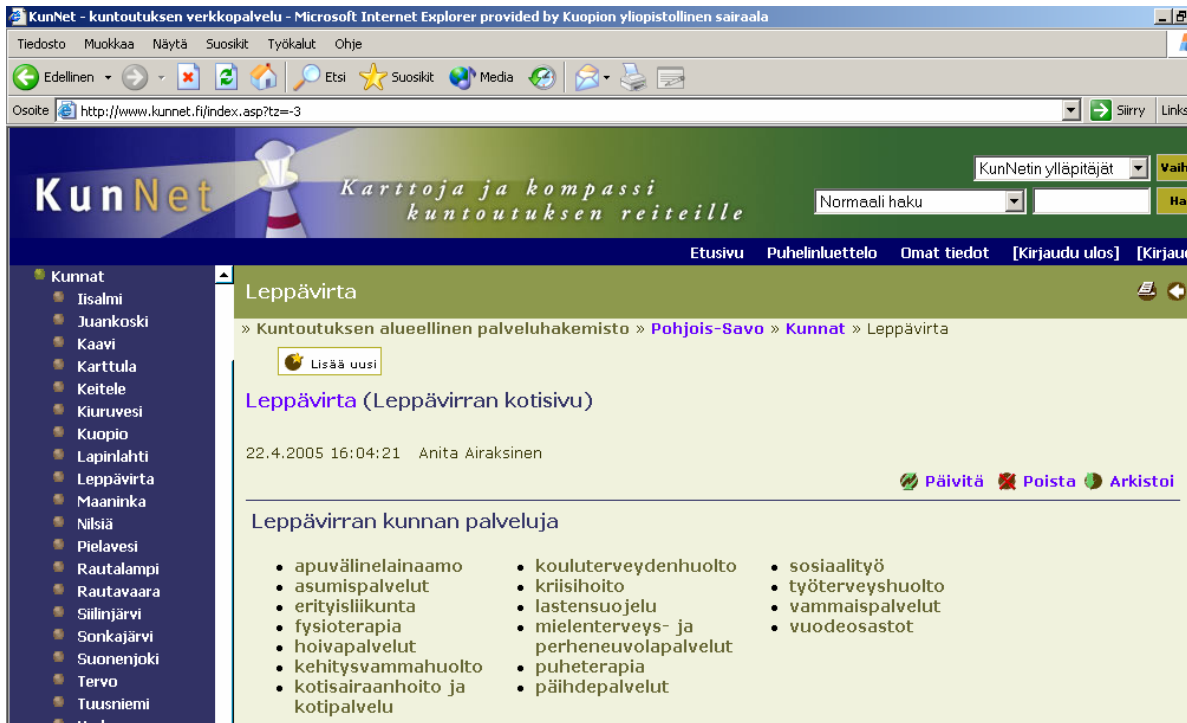 KunNet - kuntoutuksen verkkopalvelu - Microsoft Internet Explorer provided by Kuopion yliopistollinen sairaala
Tiedosto Muokkaa Näytä Suosikit Työkalut Ohje
Edellinen Etsi Suosikit Media
Osoite http://www.kunnet.fi/index.asp?tz=-3 Siirry Links
KunNet
Karttoja ja kompassi
kuntoutuksen reiteille
KunNetin ylläpitäjät Vaih
Normaali haku Ha
Etusivu Puhelinluettelo Omat tiedot [Kirjaudu ulos] [Kirjau
Kunnat
Iisalmi
Juankoski
Kaavi
Karttula
Keitele
Kiuruvesi
Kuopio
Lapinlahti
Leppävirta
Maaninka
Nilsiä
Pielavesi
Rautalampi
Rautavaara
Siilinjärvi
Sonkajärvi
Suonenjoki
Tervo
Tuusniemi
Leppävirta
» Kuntoutuksen alueellinen palveluhakemisto » Pohjois-Savo » Kunnat » Leppävirta
Lisää uusi
Leppävirta (Leppävirran kotisivu)
22.4.2005 16:04:21 Anita Airaksinen
Päivitä Poista Arkistoi
Leppävirran kunnan palveluja
• apuvälinelainaamo
• asumispalvelut
• erityisliikunta
• fysioterapia
• hoivapalvelut
• kehitysvammahuolto
• kotisairaanhoito ja
kotipalvelu
• kouluterveydenhuolto
• kriisihoito
• lastensuojelu
• mielenterveys- ja
perheneuvolapalvelut
• puheterapia
• päihdepalvelut
• sosiaalityö
• työterveyshuolto
• vammaispalvelut
• vuodeosastot